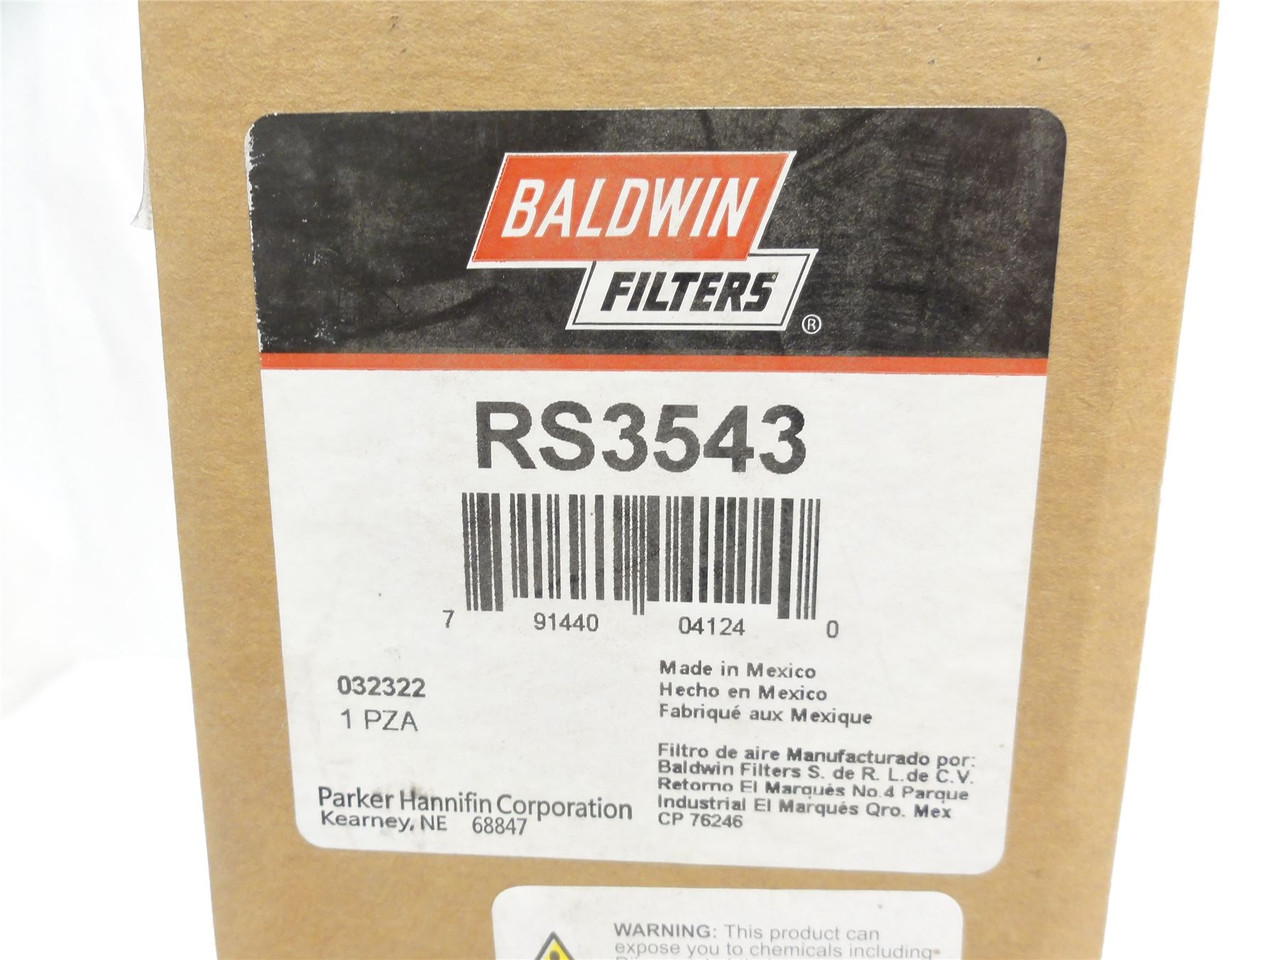 BALDWIN
FILTERS
®
RS3543
7 91440 04124 0
032322
1 PZA
Made in Mexico
Hecho en Mexico
Fabriqué aux Mexique
Filtro de aire Manufacturado por:
Baldwin Filters S. de R. L.de C.V.
Retorno El Marqués No.4 Parque
Industrial El Marqués Qro. Mex
CP 76246
Parker Hannifin Corporation
Kearney, NE 68847
WARNING: This product can
expose you to chemicals including